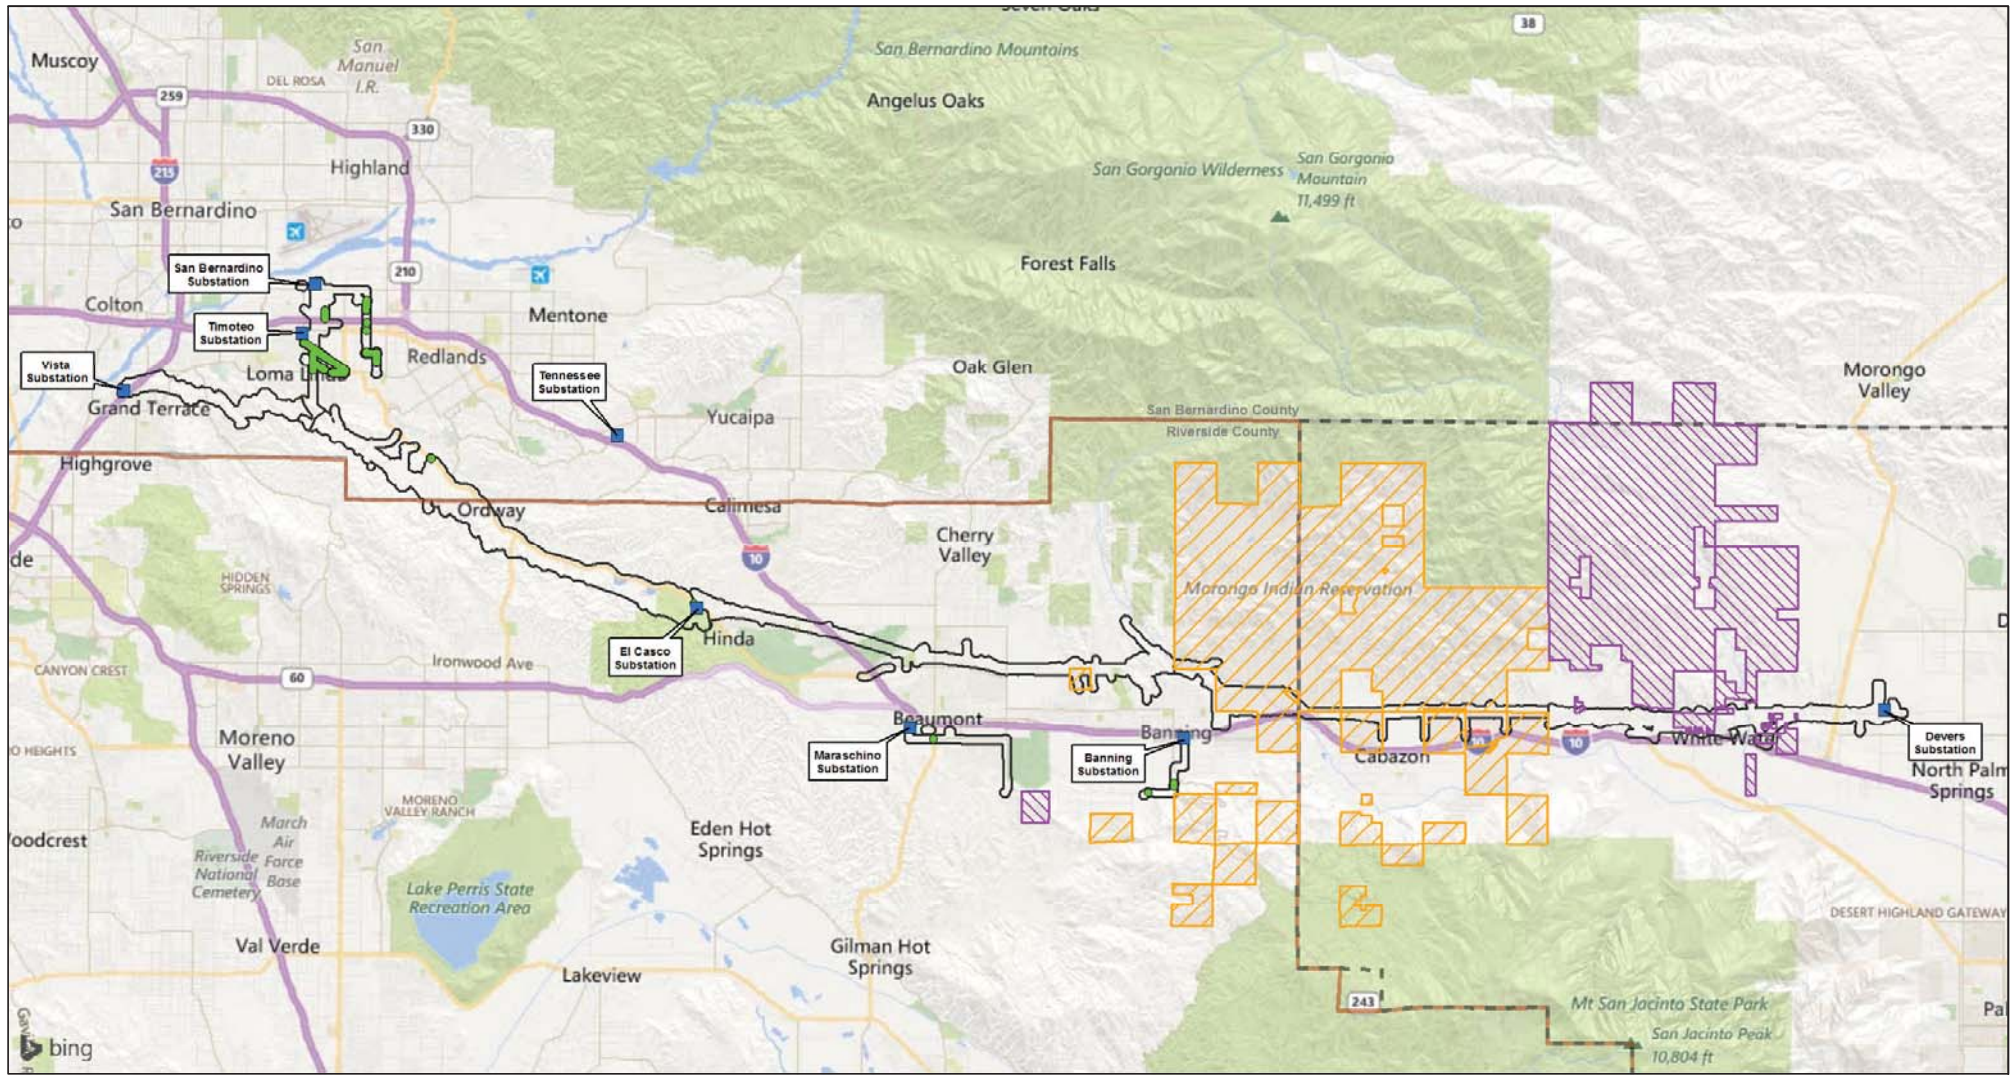 Muscoy
San
Manuel
I.R.
DEL ROSA
San Bernardino Mountains
38
259
Angelus Oaks
330
215
Highland
San Gorgonio Wilderness
San Gorgonio
Mountain
11,499 ft
San Bernardino
San Bernardino
Substation
210
Forest Falls
Colton
Mentone
Timoteo
Substation
Redlands
Vista
Substation
Loma Linda
Tennessee
Substation
Oak Glen
Morongo
Valley
Grand Terrace
Yucaipa
San Bernardino County
Riverside County
Highgrove
Ordway
Calimesa
Cherry
Valley
10
de
HIDDEN
SPRINGS
Morongo Indian Reservation
El Casco
Substation
Hinda
CANYON CREST
Ironwood Ave
60
Beaumont
Banning
Moreno
Valley
O HEIGHTS
Maraschino
Substation
Banning
Substation
Cabazon
10
10
White Water
Devers
Substation
North Palm
Springs
MORENO
VALLEY RANCH
March
Air
Force
Base
Riverside
National
Cemetery
oodcrest
Eden Hot
Springs
Lake Perris State
Recreation Area
DESERT HIGHLAND GATEWAY
Val Verde
Lakeview
Gilman Hot
Springs
243
Mt San Jacinto State Park
Pal
San Jacinto Peak
10,804 ft
bing